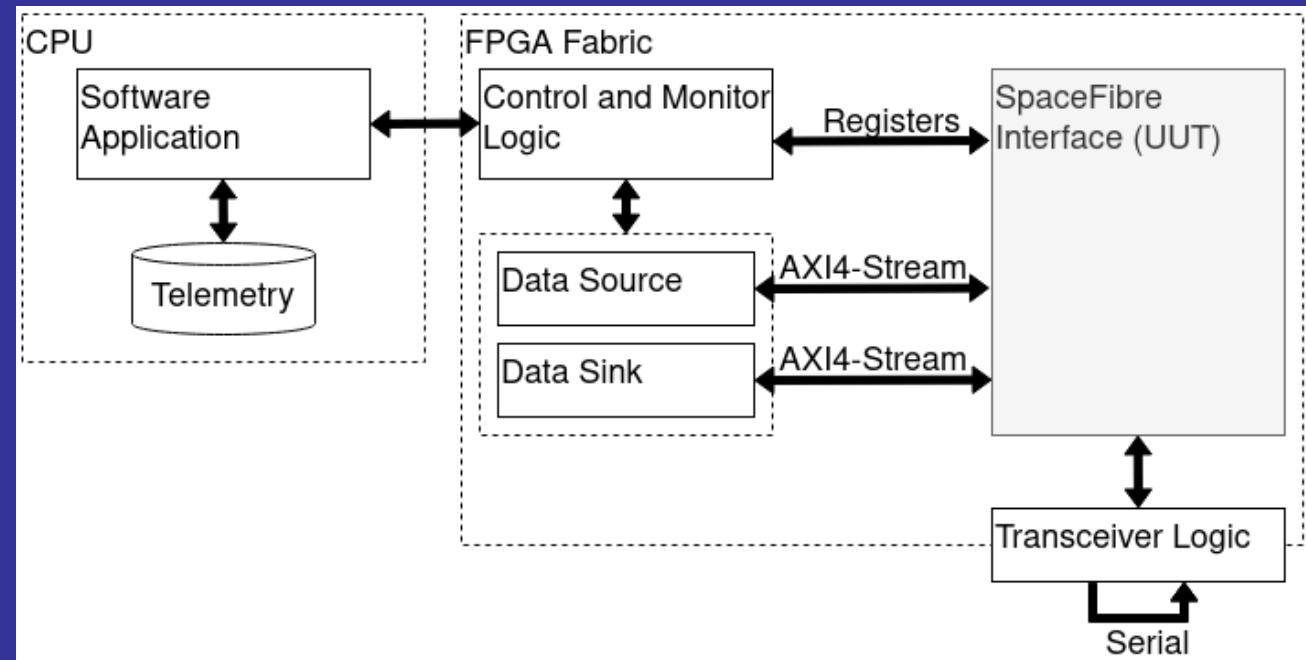 CPU
Software
Application
Telemetry
FPGA Fabric
Control and Monitor
Logic
Registers
SpaceFibre
Interface (UUT)
Data Source
AXI4-Stream
Data Sink
AXI4-Stream
Transceiver Logic
Serial